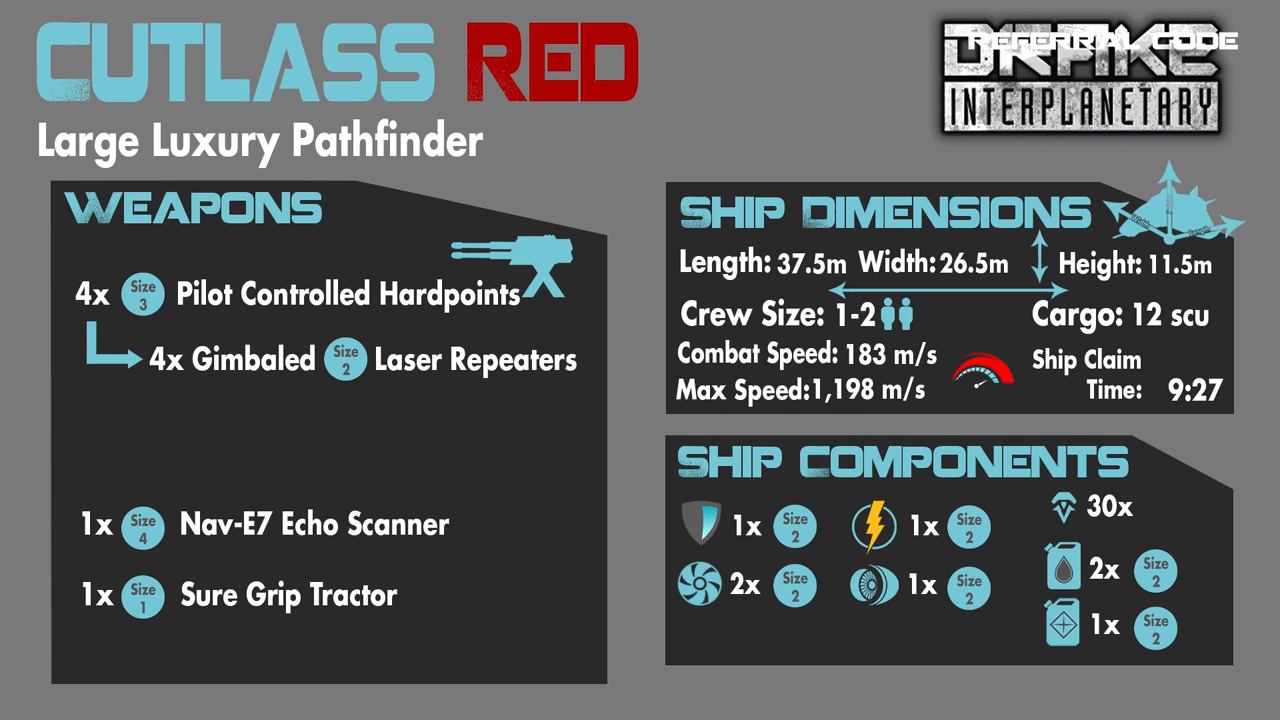 CUTLASS RED
Large Luxury Pathfinder
REFERRIAL CODE
DRAKE
INTERPLANETARY
WEAPONS
4x Size 3 Pilot Controlled Hardpoints
4x Gimbaled Size 2 Laser Repeaters
1x Size 4 Nav-E7 Echo Scanner
1x Size 1 Sure Grip Tractor
SHIP DIMENSIONS
Width Length
Length: 37.5m Width: 26.5m Height: 11.5m
Crew Size: 1-2 Cargo: 12 SCU
Combat Speed: 183 m/s Ship Claim
Max Speed: 1,198 m/s Time: 9:27
SHIP COMPONENTS
1x Size 2 1x Size 2 30x
2x Size 2 1x Size 2 2x Size 2
1x Size 2